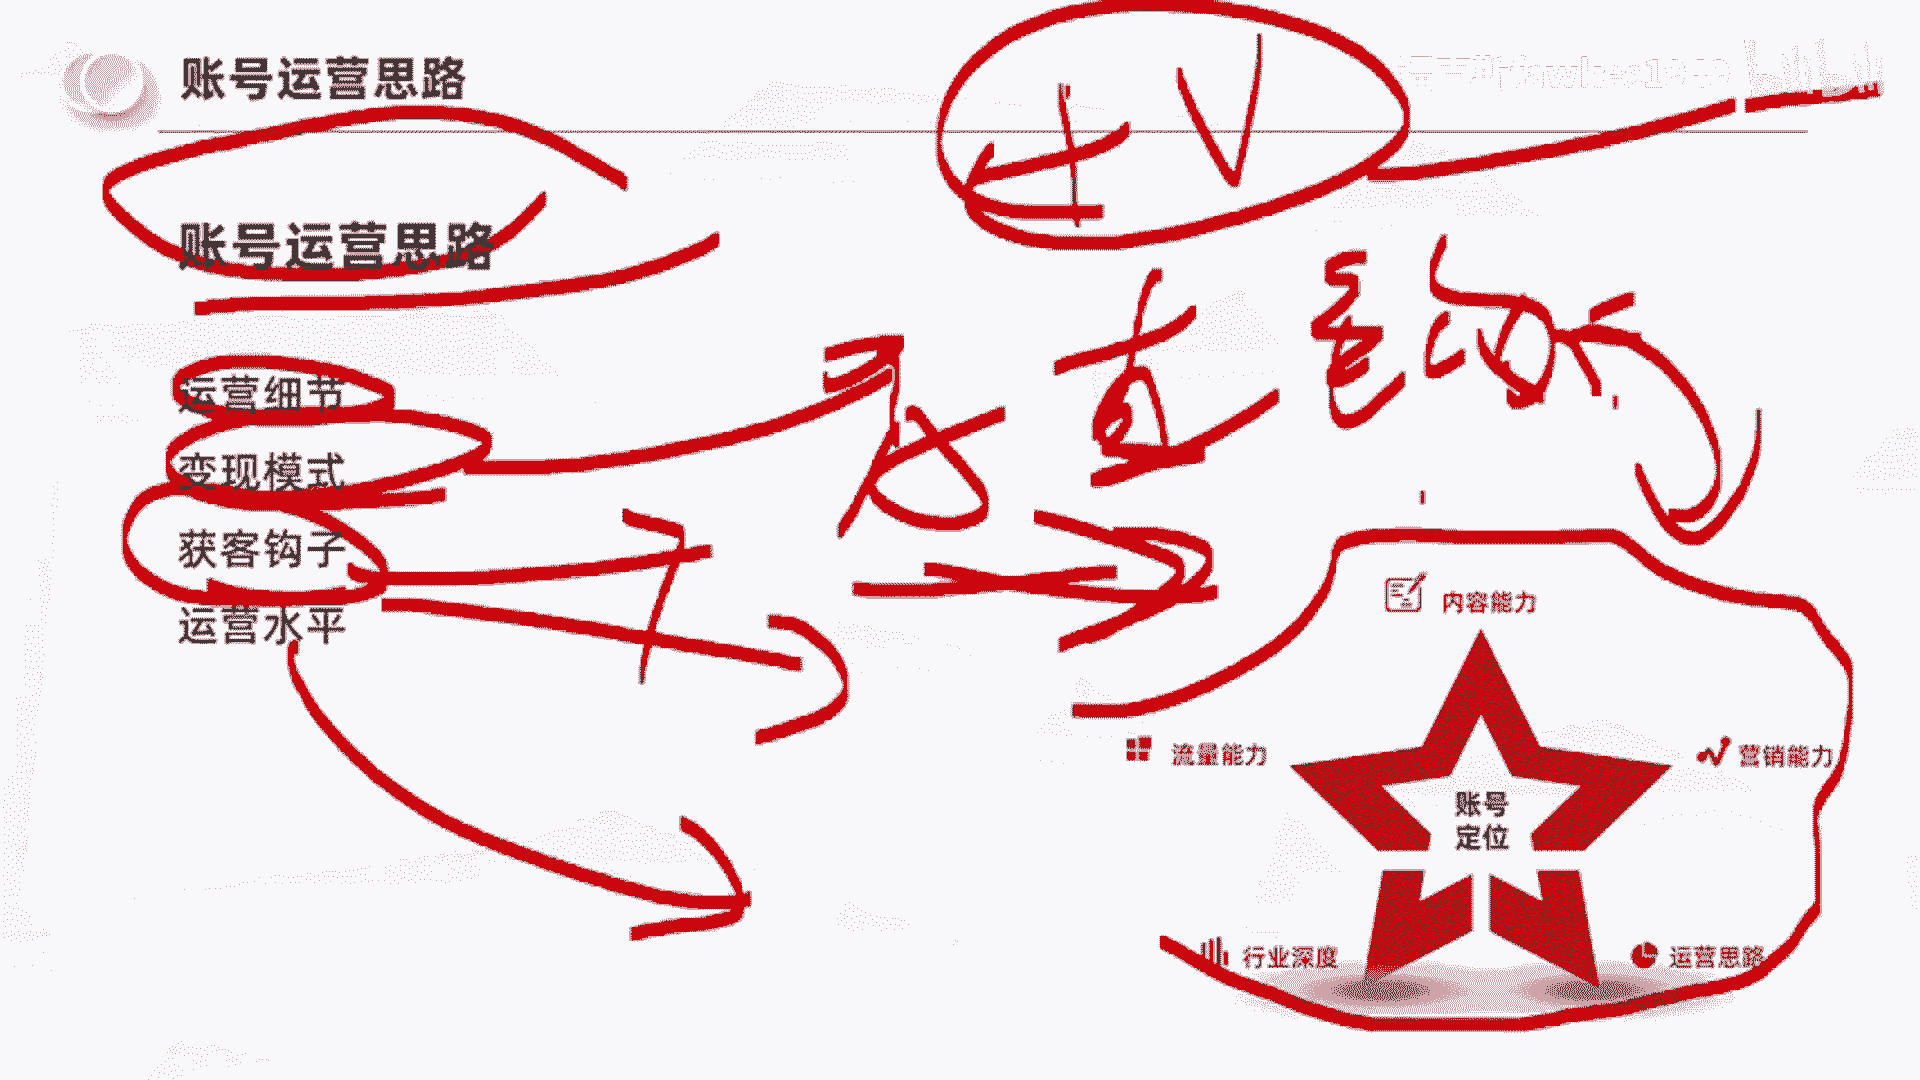 账号运营思路
账号运营思路
运营细节
变现模式
获客钩子
运营水平
+V
内容能力
流量能力
营销能力
账号
定位
行业深度
运营思路